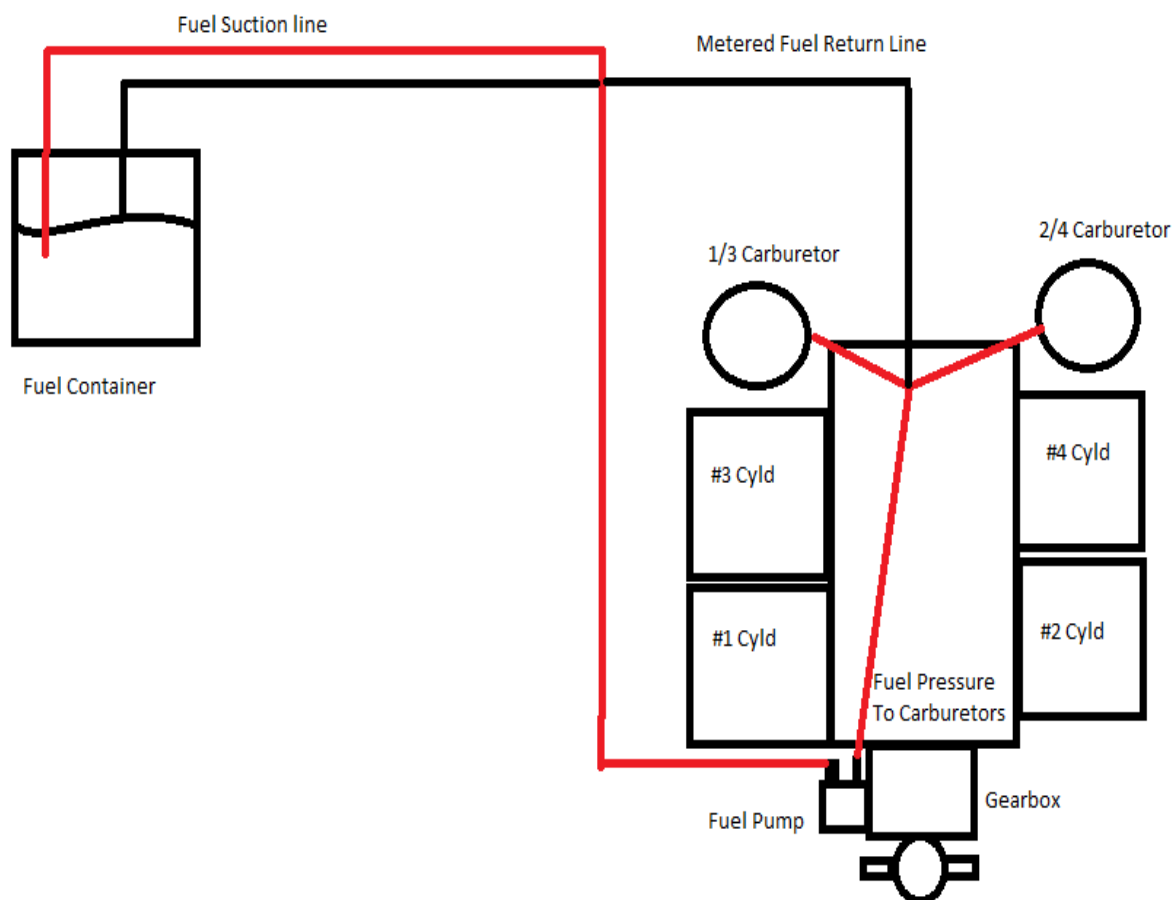 Fuel Suction line
Metered Fuel Return Line
2/4 Carburetor
1/3 Carburetor
Fuel Container
#3 Cyld
#4 Cyld
#1 Cyld
#2 Cyld
Fuel Pressure
To Carburetors
Gearbox
Fuel Pump